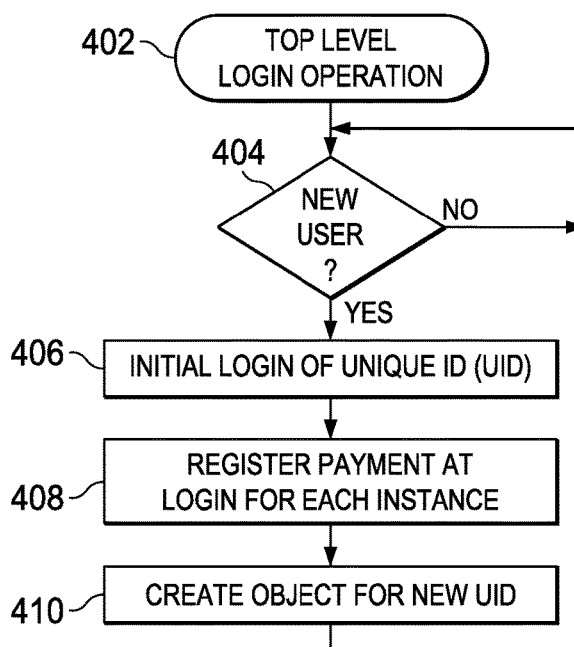 402
TOP LEVEL
LOGIN OPERATION
404
NEW
USER
?
NO
YES
406
INITIAL LOGIN OF UNIQUE ID (UID)
408
REGISTER PAYMENT AT
LOGIN FOR EACH INSTANCE
410
CREATE OBJECT FOR NEW UID